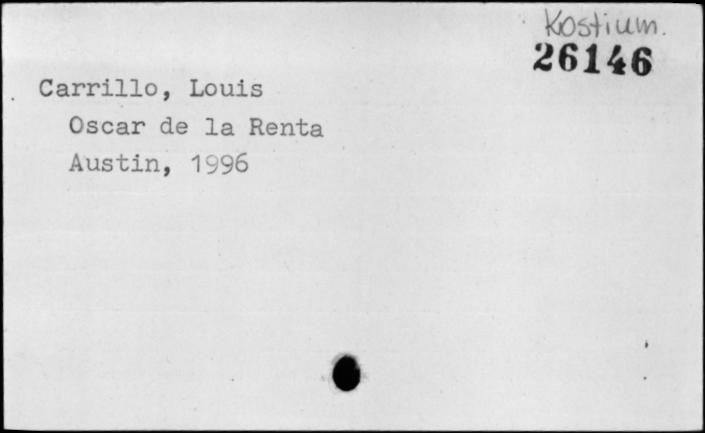 Kostium.
26146
Carrillo, Louis
Oscar de la Renta
Austin, 1996